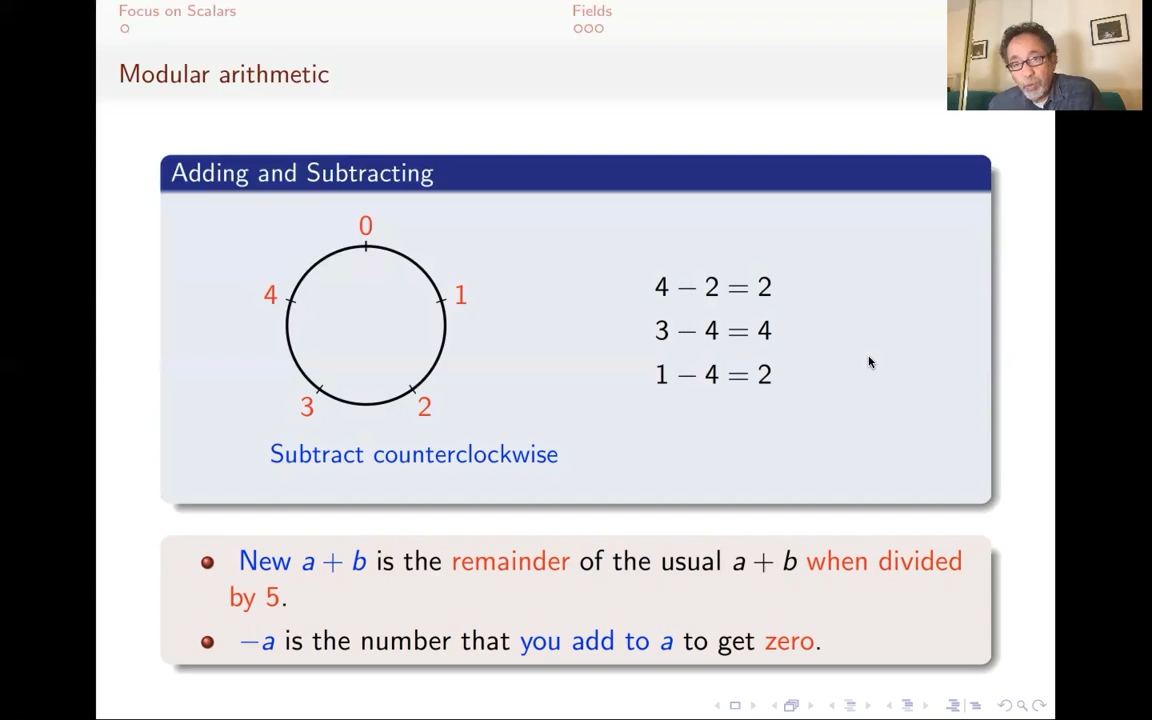 Focus on Scalars
Fields
Modular arithmetic
Adding and Subtracting
0
4
1
3
2
4 − 2 = 2
3 − 4 = 4
1 − 4 = 2
Subtract counterclockwise
New a + b is the remainder of the usual a + b when divided
by 5.
−a is the number that you add to a to get zero.